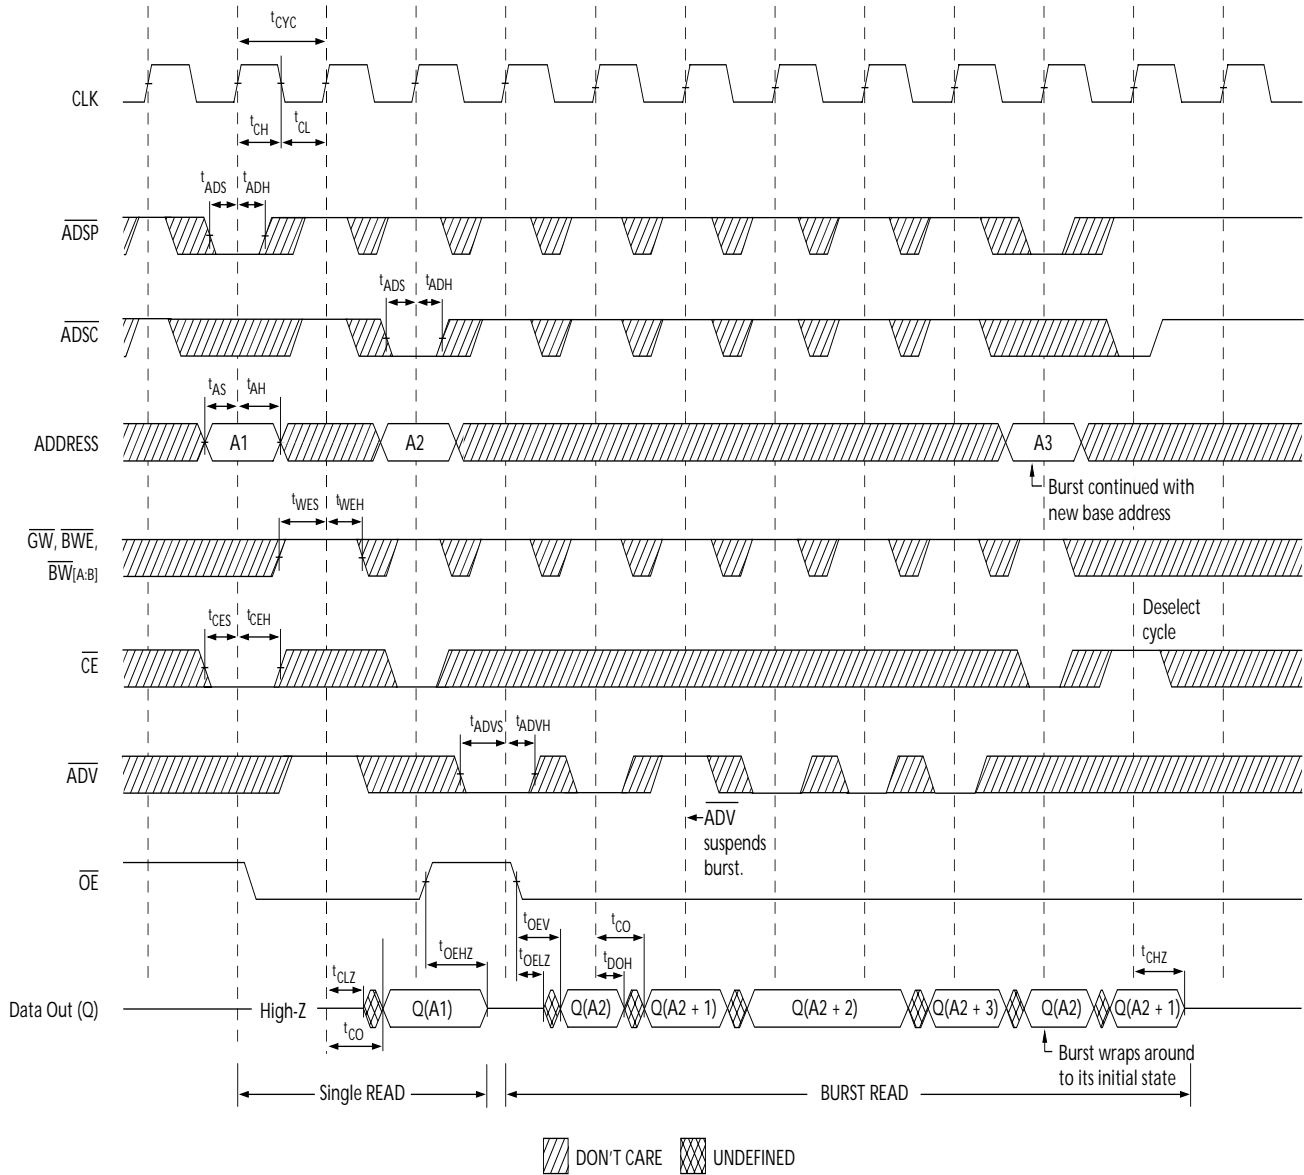 tCYC
CLK
tCH
tCL
tADS
tADH
ADSP
tADS
tADH
ADSC
tAS
tAH
ADDRESS
A1
A2
A3
Burst continued with
new base address
tWES
tWEH
GW, BWE,
BW[A:B]
Deselect
cycle
tCES
tCEH
CE
tADVS
tADVH
ADV
ADV
suspends
burst.
OE
tOEV
tCO
tOEHZ
tOELZ
tDOH
tCLZ
tCHZ
Data Out (Q)
High-Z
Q(A1)
Q(A2)
Q(A2 + 1)
Q(A2 + 2)
Q(A2 + 3)
Q(A2)
Q(A2 + 1)
tCO
Burst wraps around
to its initial state
Single READ
BURST READ
DON'T CARE
UNDEFINED